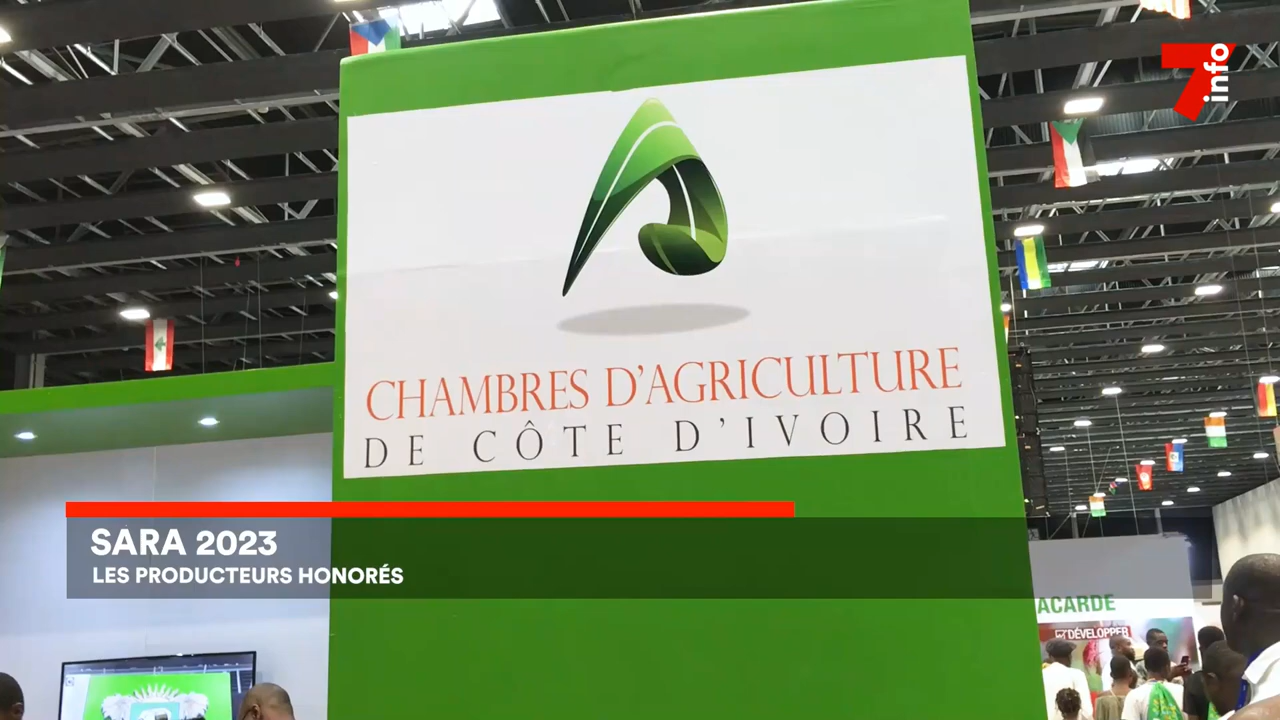 7info
CHAMBRES D'AGRICULTURE
DE CÔTE D'IVOIRE
SARA 2023
LES PRODUCTEURS HONORÉS
ACARDE
DÉVELOPPER